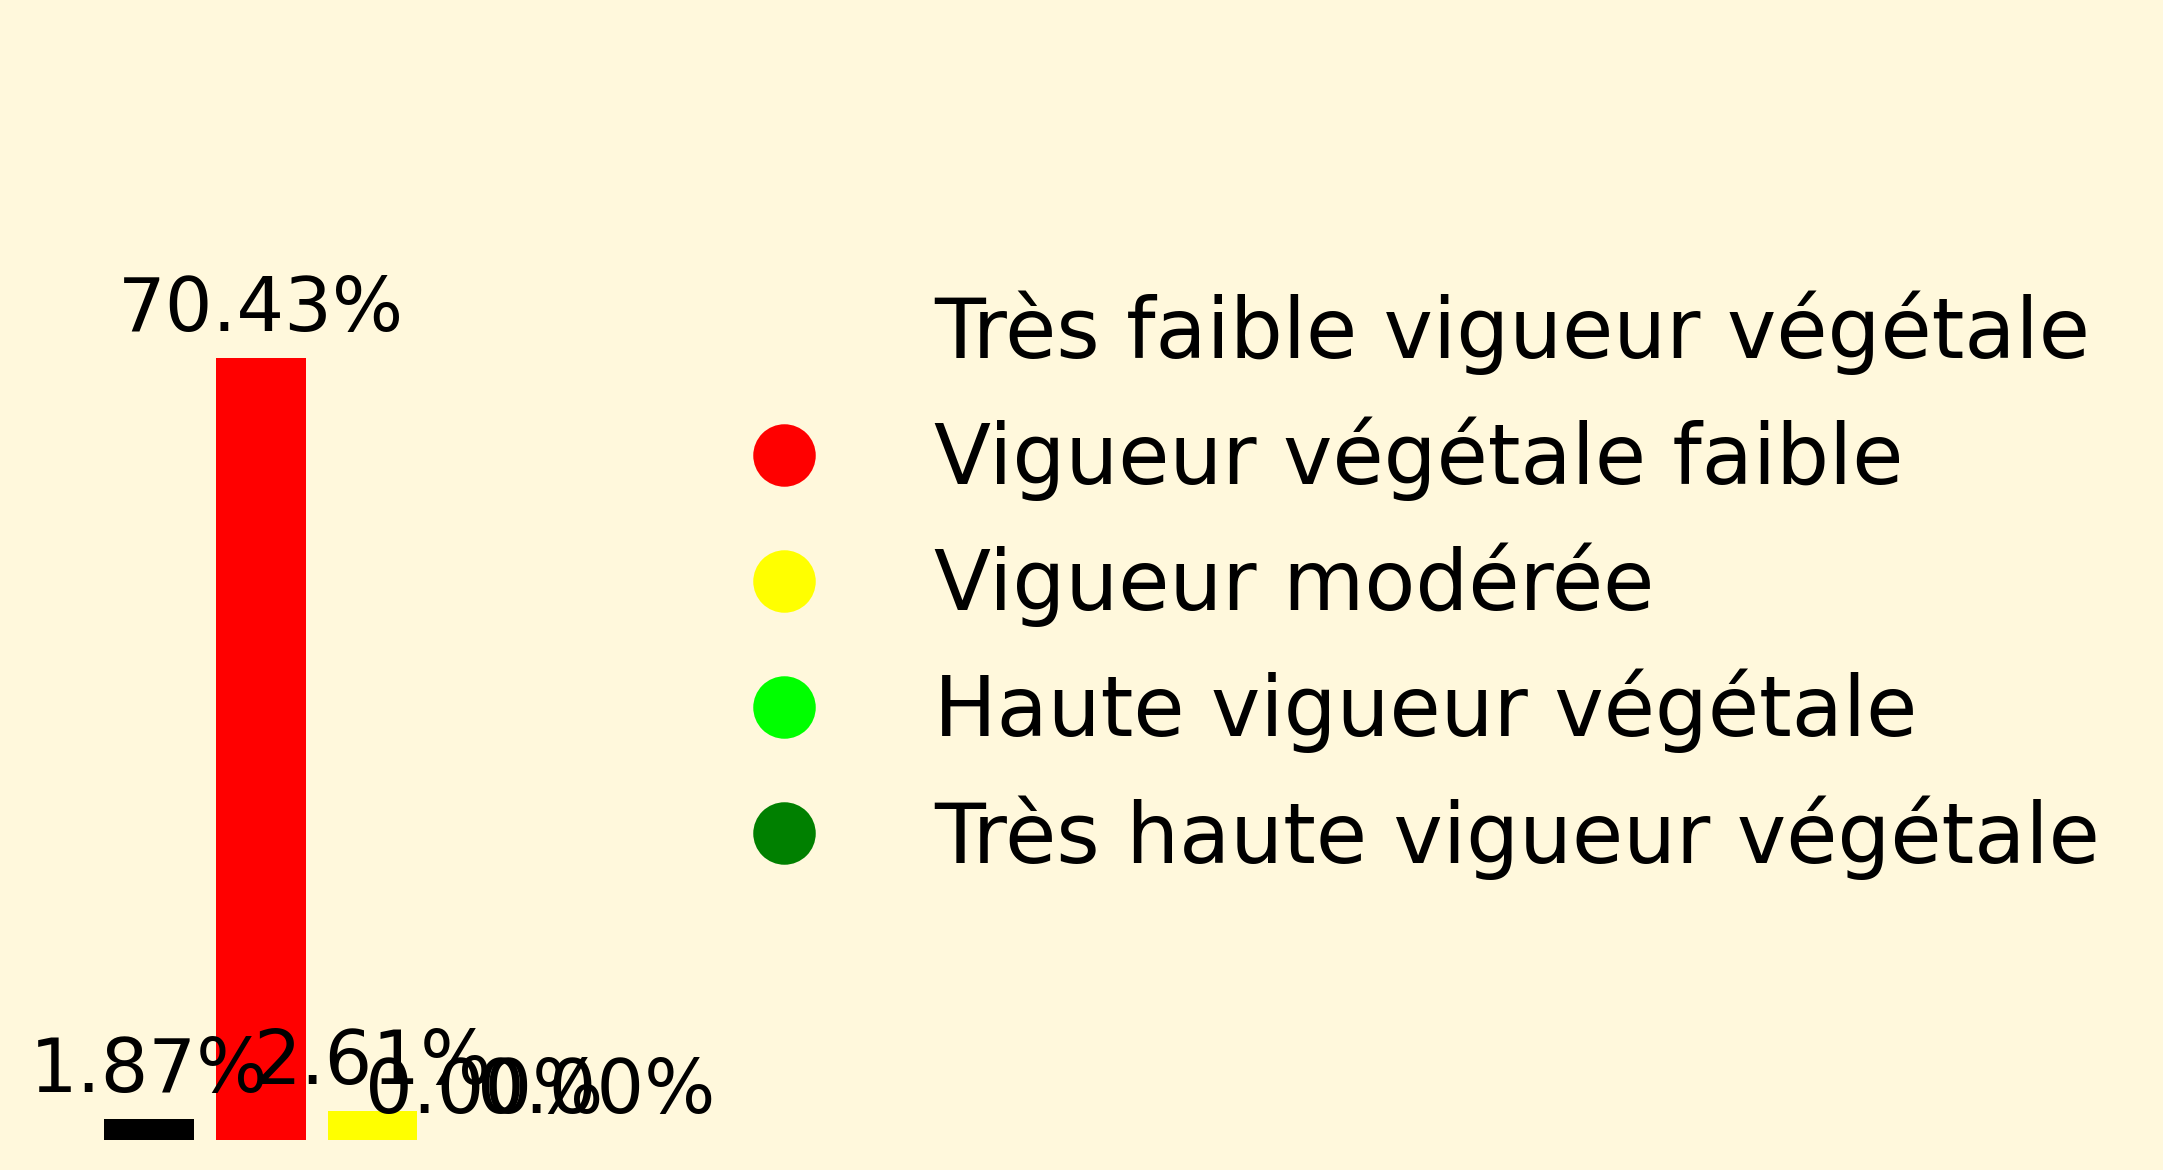 70.43%
Très faible vigueur végétale
Vigueur végétale faible
Vigueur modérée
Haute vigueur végétale
Très haute vigueur végétale
1.87%
2.61%
0.00%
0.00%